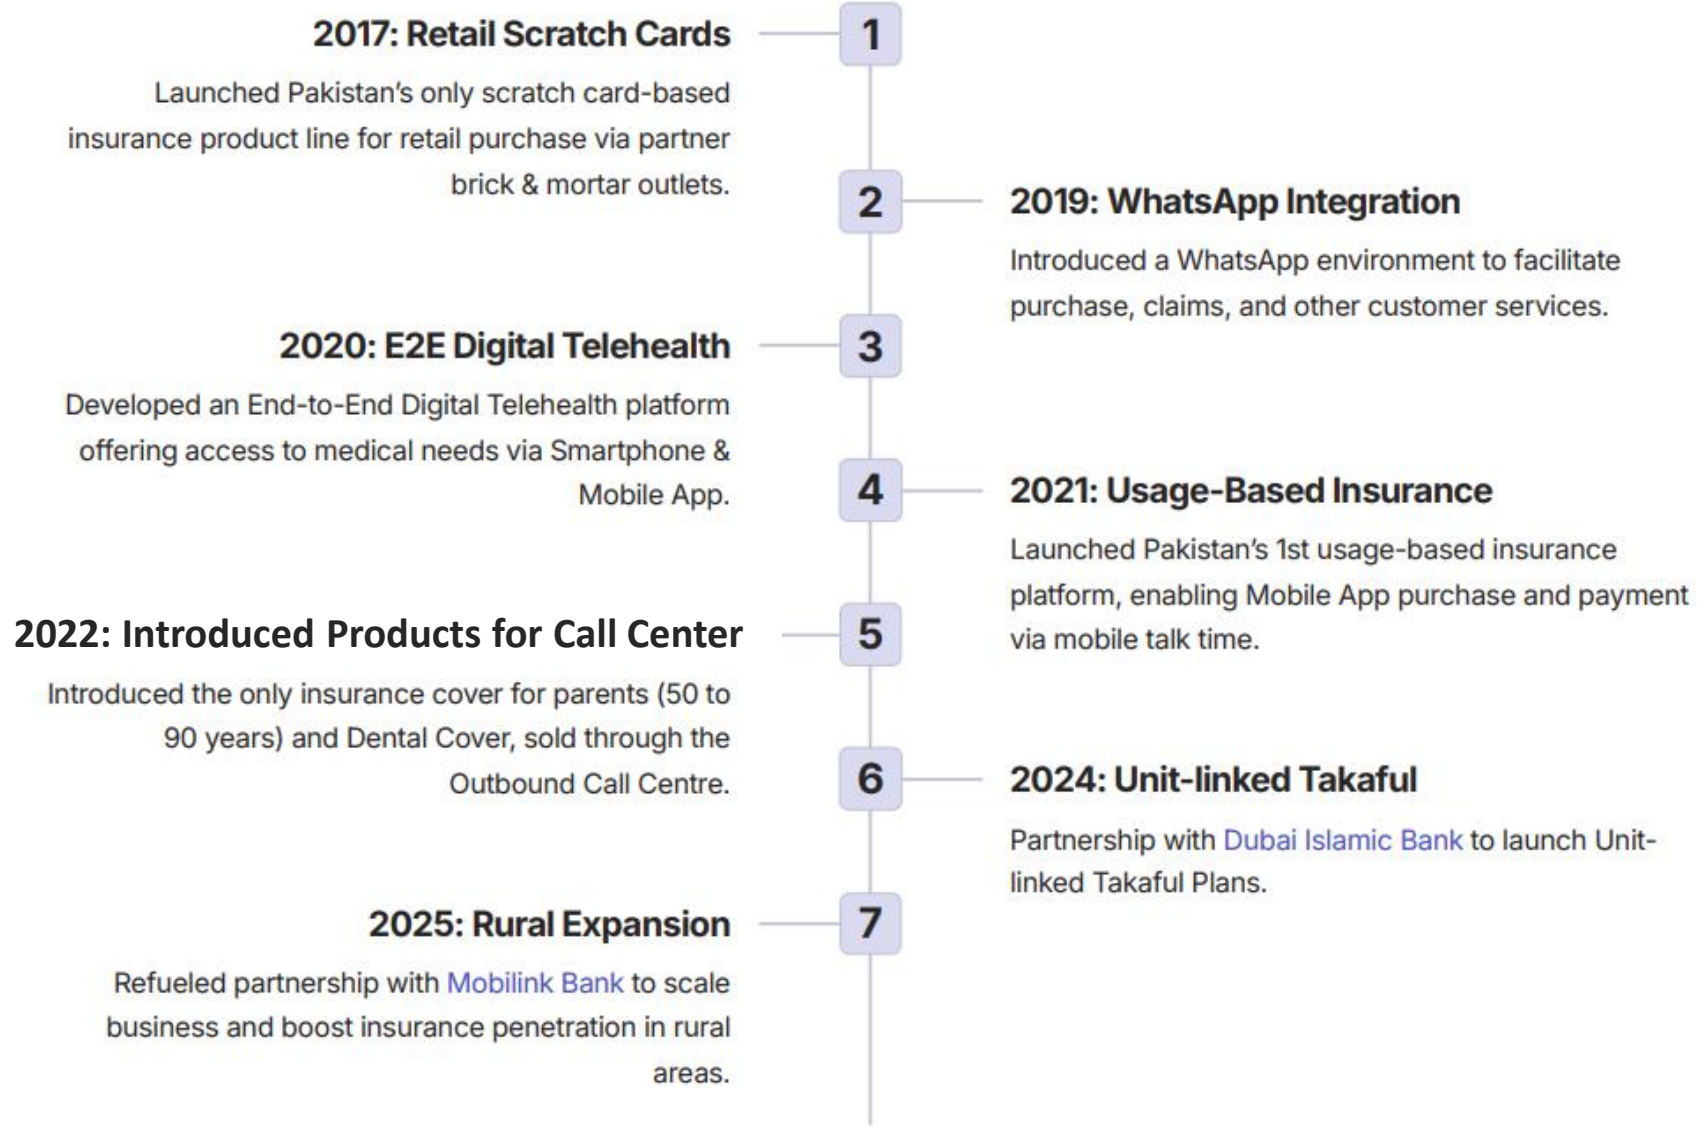 2017: Retail Scratch Cards
1
Launched Pakistan's only scratch card-based
insurance product line for retail purchase via partner
brick & mortar outlets.
2
2019: WhatsApp Integration
Introduced a WhatsApp environment to facilitate
purchase, claims, and other customer services.
2020: E2E Digital Telehealth
3
Developed an End-to-End Digital Telehealth platform
offering access to medical needs via Smartphone &
Mobile App.
4
2021: Usage-Based Insurance
Launched Pakistan's 1st usage-based insurance
platform, enabling Mobile App purchase and payment
via mobile talk time.
2022: Introduced Products for Call Center
5
Introduced the only insurance cover for parents (50 to
90 years) and Dental Cover, sold through the
Outbound Call Centre.
6
2024: Unit-linked Takaful
Partnership with Dubai Islamic Bank to launch Unit-
linked Takaful Plans.
2025: Rural Expansion
7
Refueled partnership with Mobilink Bank to scale
business and boost insurance penetration in rural
areas.